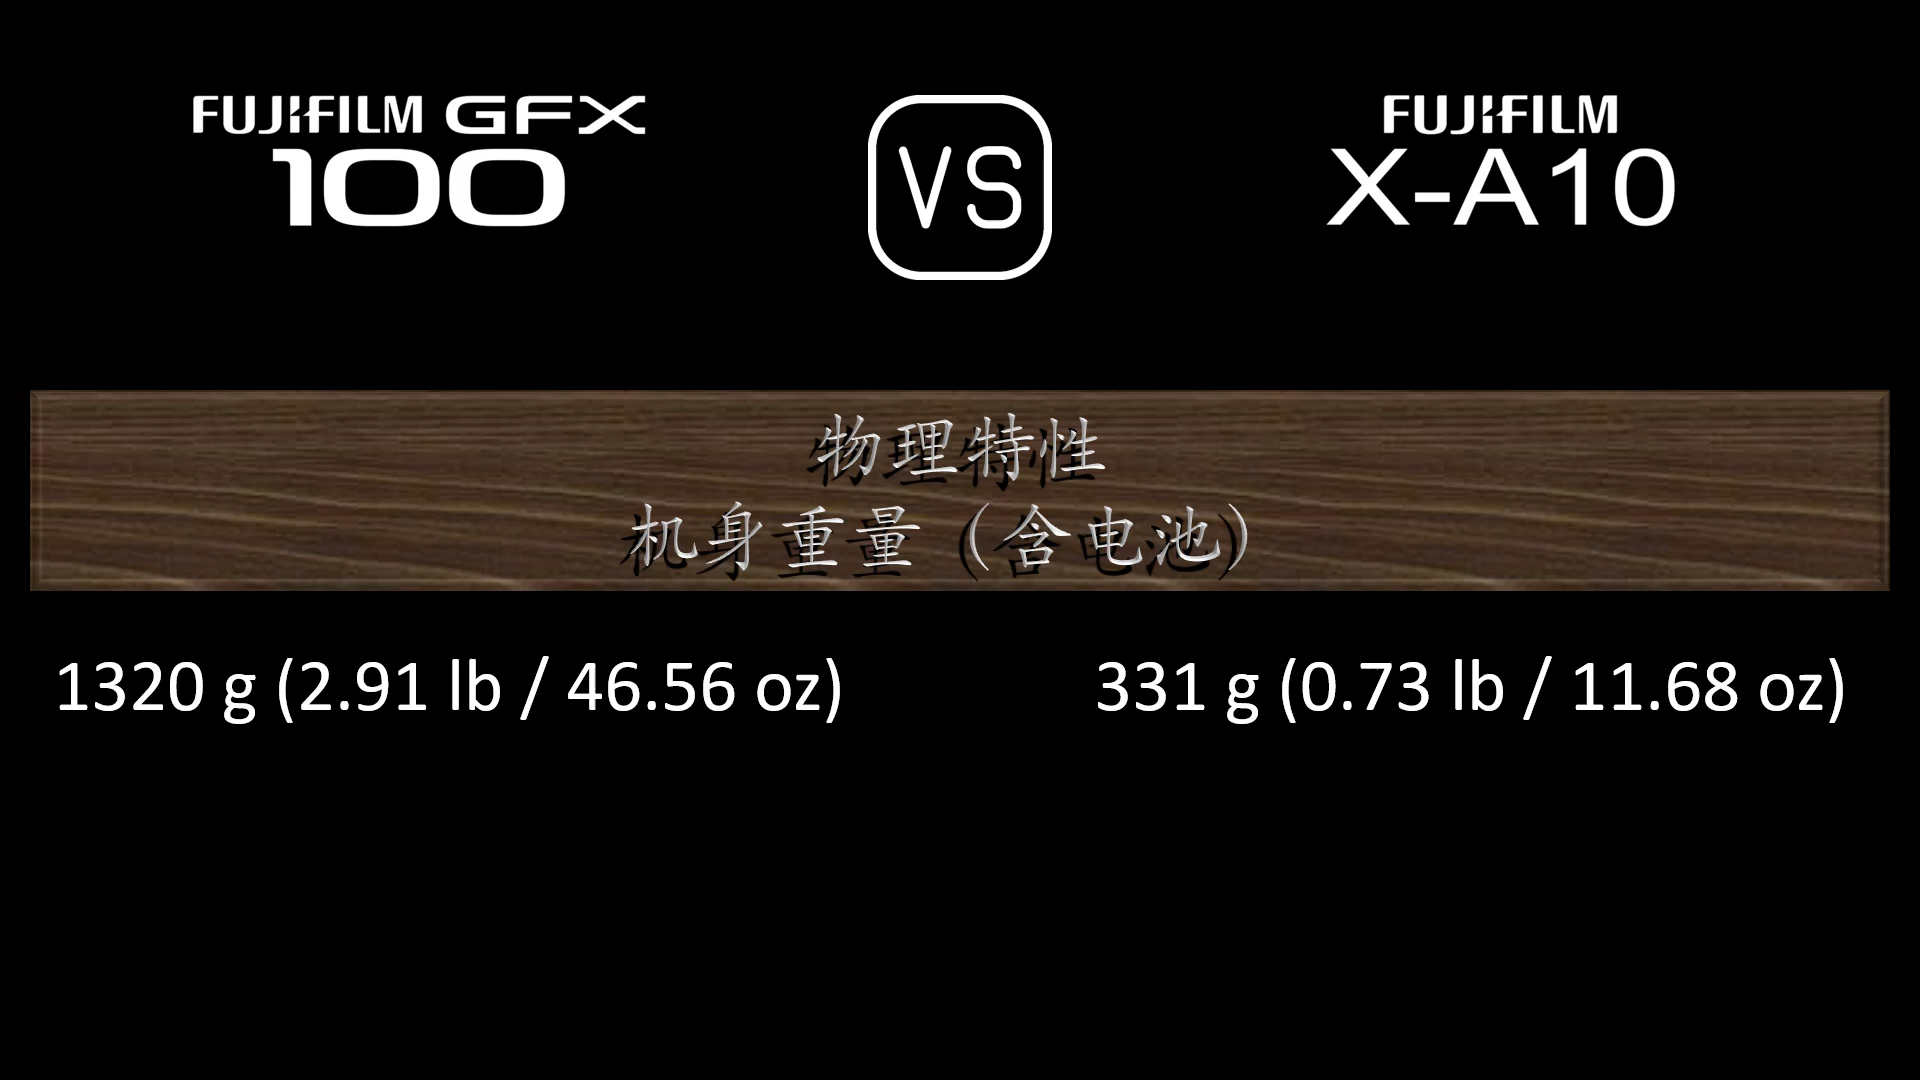 FUJIFILM GFX
100
VS
FUJIFILM
X-A10
物理特性
机身重量（含电池）
1320 g (2.91 lb / 46.56 oz)
331 g (0.73 lb / 11.68 oz)